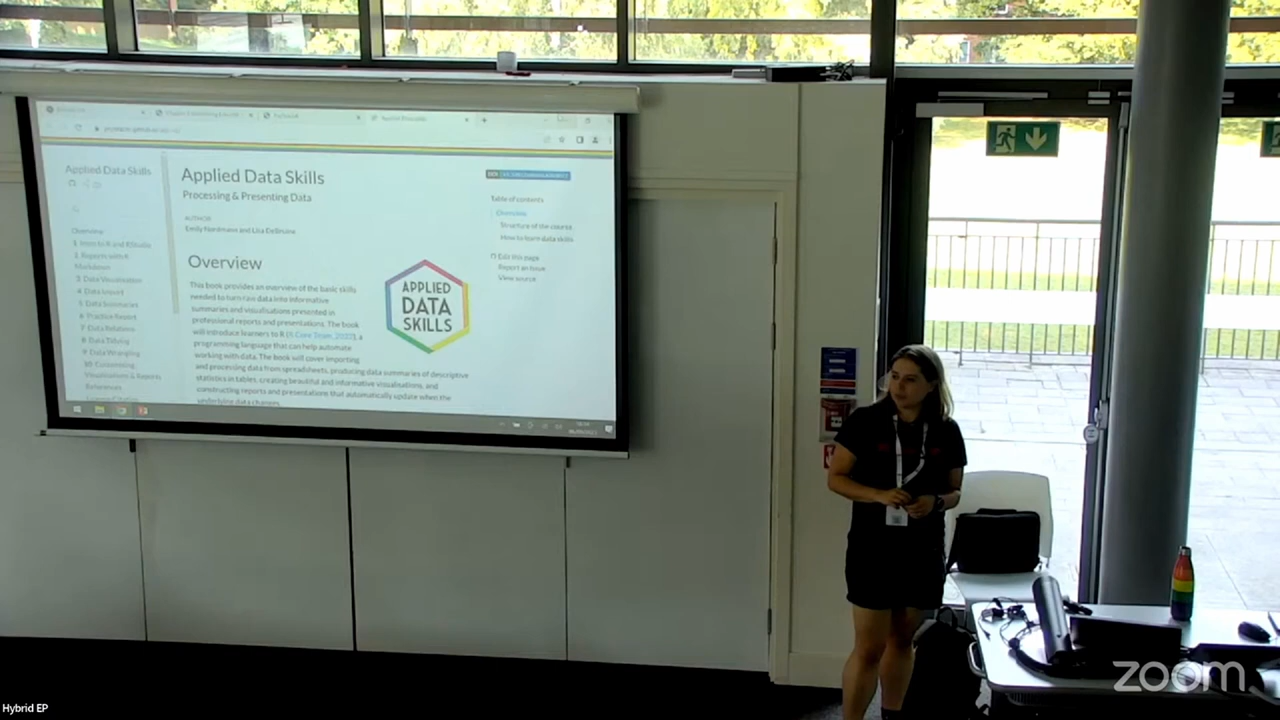 Applied Data Skills
Applied Data Skills
Processing & Presenting Data
AUTHOR
Emily Nordmann and Lisa DeBruine
Table of contents
Overview
Structure of the course
How to learn data skills
Edit this page
Report an issue
View source
Overview
1 Intro to R and RStudio
2 Reports with R
Markdown
3 Data Visualisation
4 Data Import
5 Data Summaries
6 Practice Report
7 Data Relations
8 Data Tidying
9 Data Wrangling
10 Customising
Visualisations & Reports
References
Overview
This book provides an overview of the basic skills
needed to turn raw data into informative
summaries and visualisations presented in
professional reports and presentations. The book
will introduce learners to R (R Core Team, 2022), a
programming language that can help automate
working with data. The book will cover importing
and processing data from spreadsheets, producing data summaries of descriptive
statistics in tables, creating beautiful and informative visualisations, and
constructing reports and presentations that automatically update when the
underlying data changes.
APPLIED
DATA
SKILLS
zoom
Hybrid EP